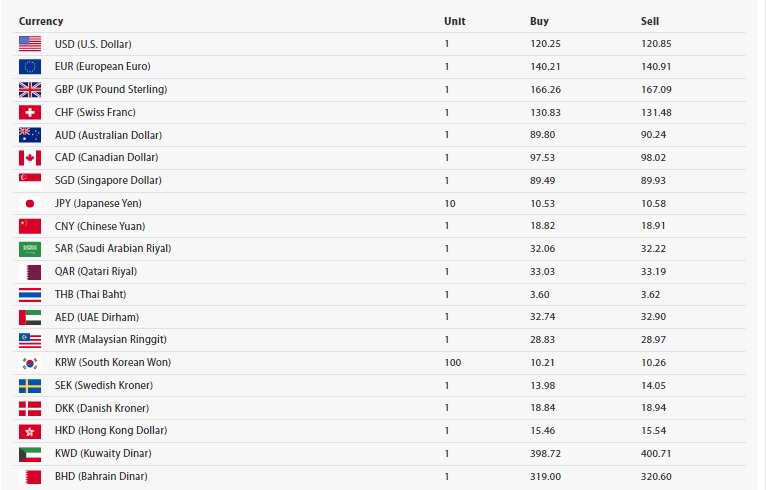 Currency Unit Buy Sell
USD (U.S. Dollar) 1 120.25 120.85
EUR (European Euro) 1 140.21 140.91
GBP (UK Pound Sterling) 1 166.26 167.09
CHF (Swiss Franc) 1 130.83 131.48
AUD (Australian Dollar) 1 89.80 90.24
CAD (Canadian Dollar) 1 97.53 98.02
SGD (Singapore Dollar) 1 89.49 89.93
JPY (Japanese Yen) 10 10.53 10.58
CNY (Chinese Yuan) 1 18.82 18.91
SAR (Saudi Arabian Riyal) 1 32.06 32.22
QAR (Qatari Riyal) 1 33.03 33.19
THB (Thai Baht) 1 3.60 3.62
AED (UAE Dirham) 1 32.74 32.90
MYR (Malaysian Ringgit) 1 28.83 28.97
KRW (South Korean Won) 100 10.21 10.26
SEK (Swedish Kroner) 1 13.98 14.05
DKK (Danish Kroner) 1 18.84 18.94
HKD (Hong Kong Dollar) 1 15.46 15.54
KWD (Kuwaity Dinar) 1 398.72 400.71
BHD (Bahrain Dinar) 1 319.00 320.60